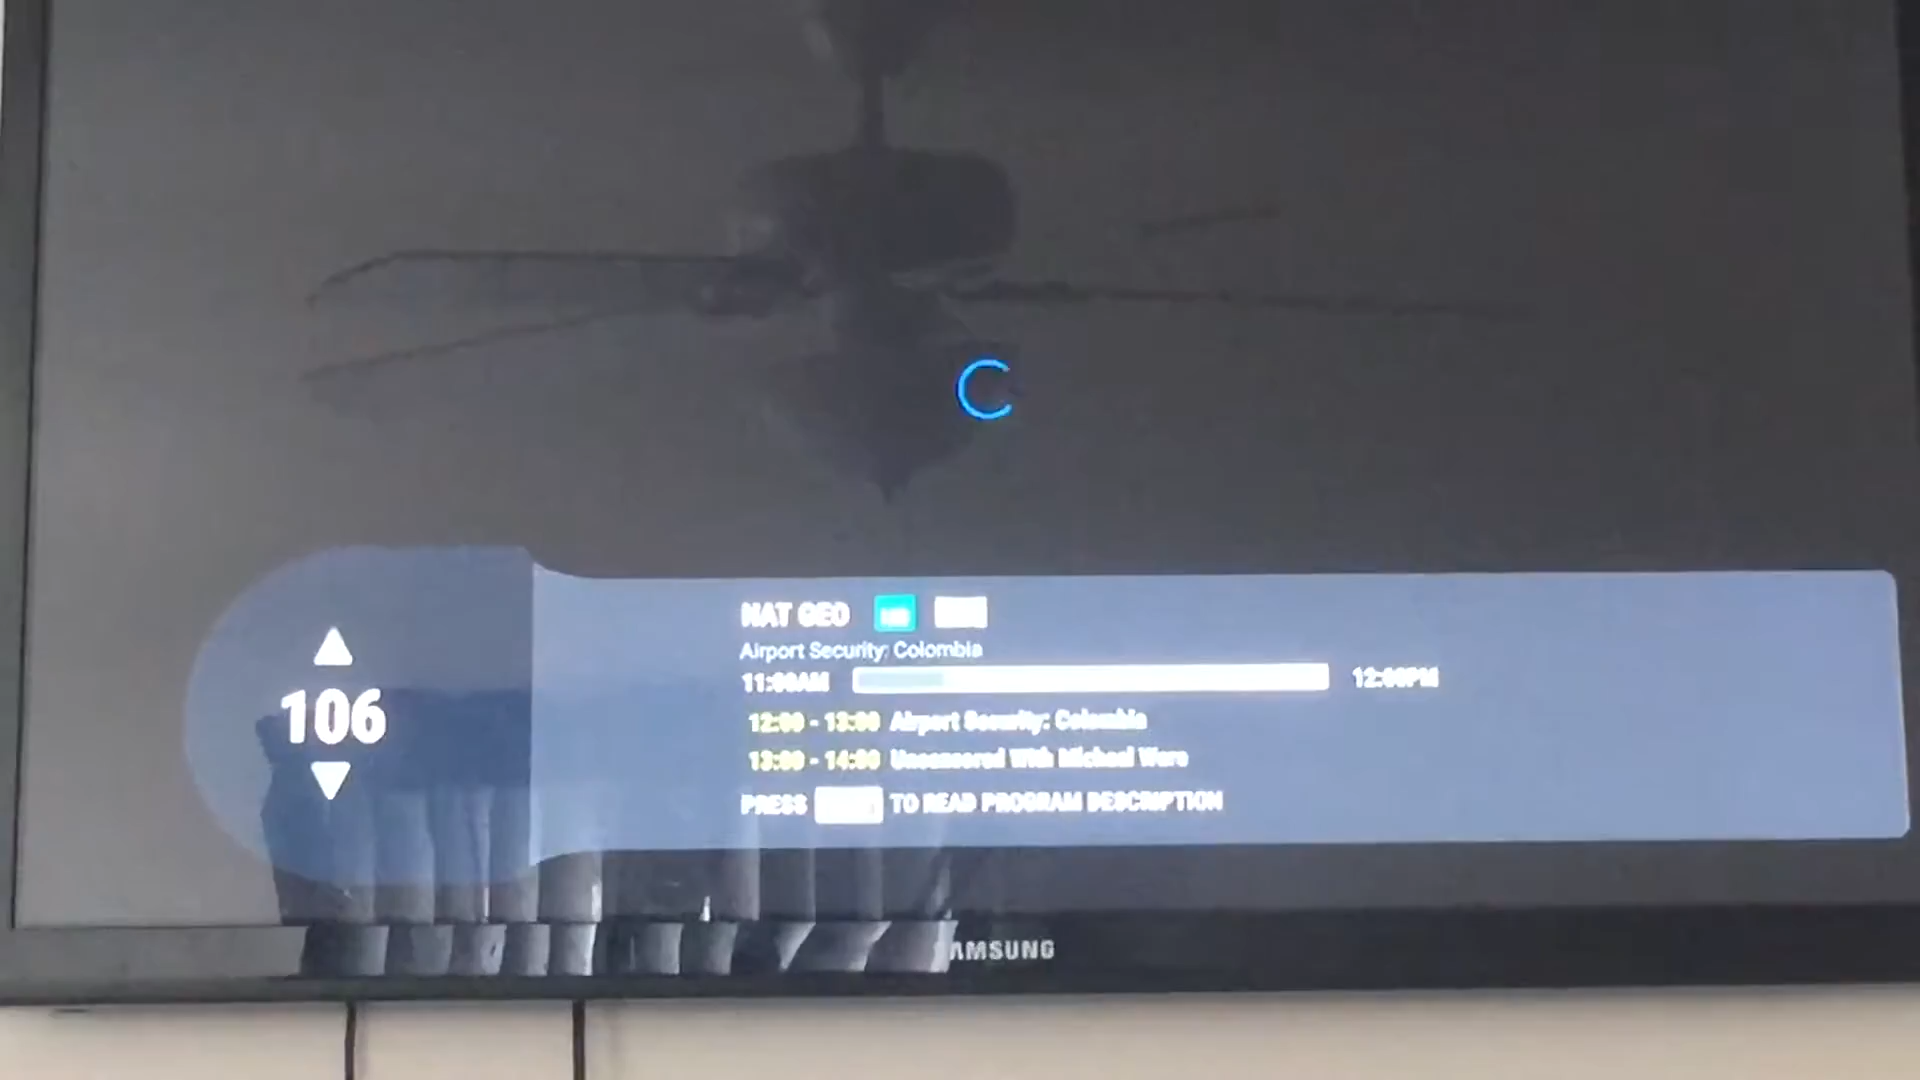 NAT GEO
Airport Security: Colombia
11:00AM 12:00PM
106
12:00 - 13:00 Airport Security: Colombia
13:00 - 14:00 Uncensored With Michael Ware
PRESS TO READ PROGRAM DESCRIPTION
SAMSUNG